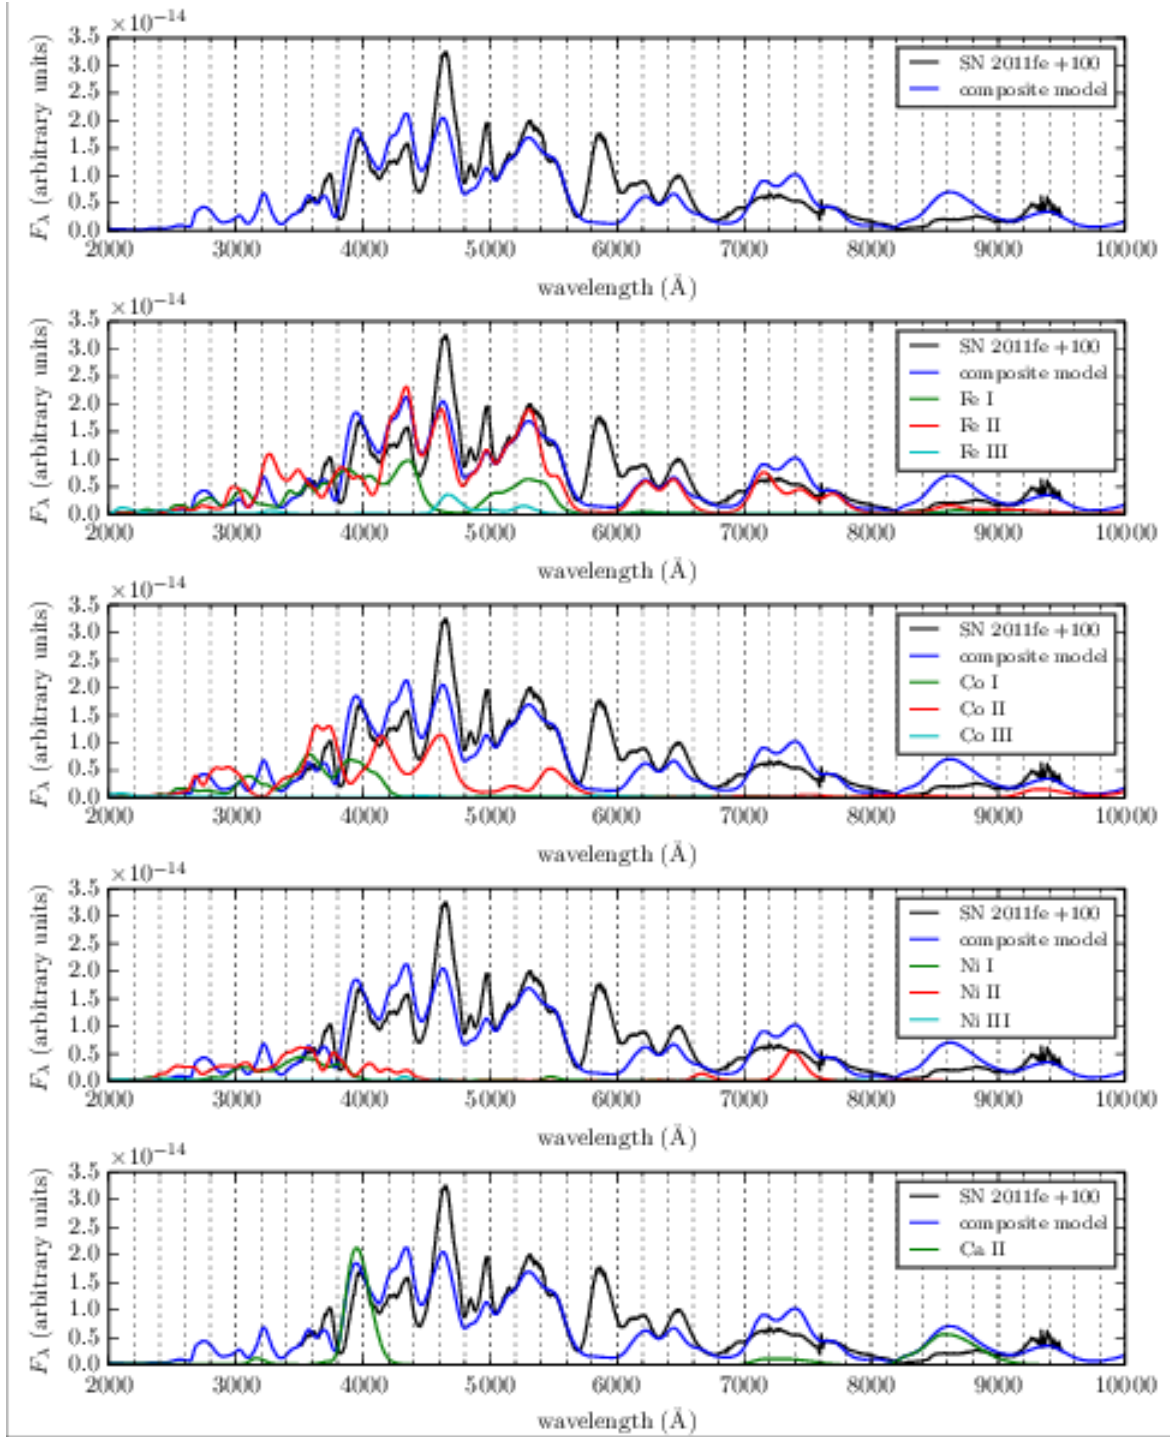 ×10⁻¹⁴
3.5
3.0
2.5
2.0
1.5
1.0
0.5
0.0
F_λ (arbitrary units)
SN 2011fe +100
composite model
2000 3000 4000 5000 6000 7000 8000 9000 10000
wavelength (Å)
×10⁻¹⁴
3.5
3.0
2.5
2.0
1.5
1.0
0.5
0.0
F_λ (arbitrary units)
SN 2011fe +100
composite model
Fe I
Fe II
Fe III
2000 3000 4000 5000 6000 7000 8000 9000 10000
wavelength (Å)
×10⁻¹⁴
3.5
3.0
2.5
2.0
1.5
1.0
0.5
0.0
F_λ (arbitrary units)
SN 2011fe +100
composite model
Co I
Co II
Co III
2000 3000 4000 5000 6000 7000 8000 9000 10000
wavelength (Å)
×10⁻¹⁴
3.5
3.0
2.5
2.0
1.5
1.0
0.5
0.0
F_λ (arbitrary units)
SN 2011fe +100
composite model
Ni I
Ni II
Ni III
2000 3000 4000 5000 6000 7000 8000 9000 10000
wavelength (Å)
×10⁻¹⁴
3.5
3.0
2.5
2.0
1.5
1.0
0.5
0.0
F_λ (arbitrary units)
SN 2011fe +100
composite model
Ca II
2000 3000 4000 5000 6000 7000 8000 9000 10000
wavelength (Å)